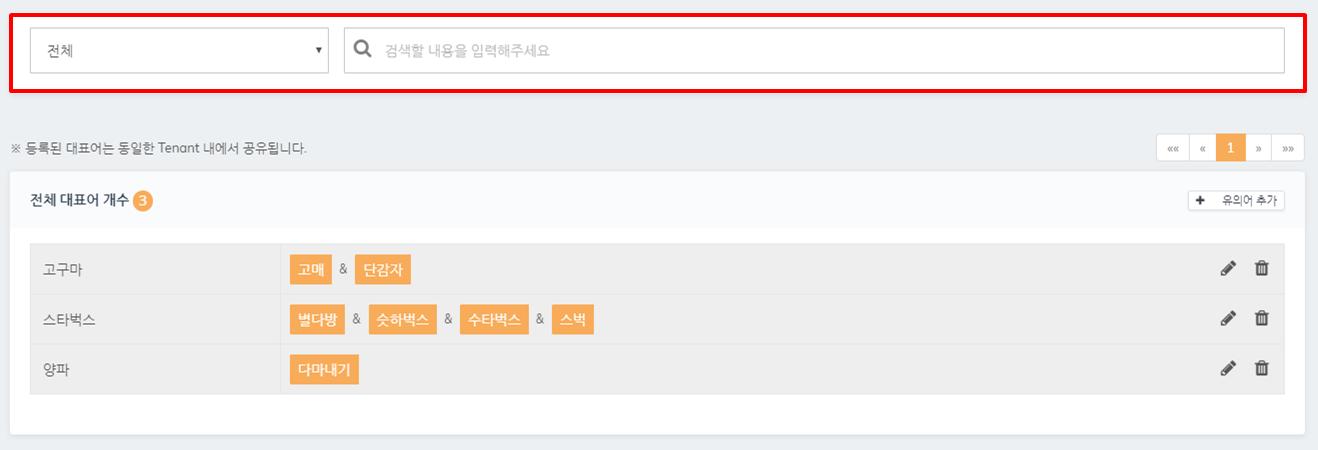 전체
검색할 내용을 입력해주세요
※ 등록된 대표어는 동일한 Tenant 내에서 공유됩니다.
«« « 1 » »»
전체 대표어 개수 3
+ 유의어 추가
고구마 고매 & 단감자
스타벅스 별다방 & 슷하벅스 & 수타벅스 & 스벅
양파 다마내기